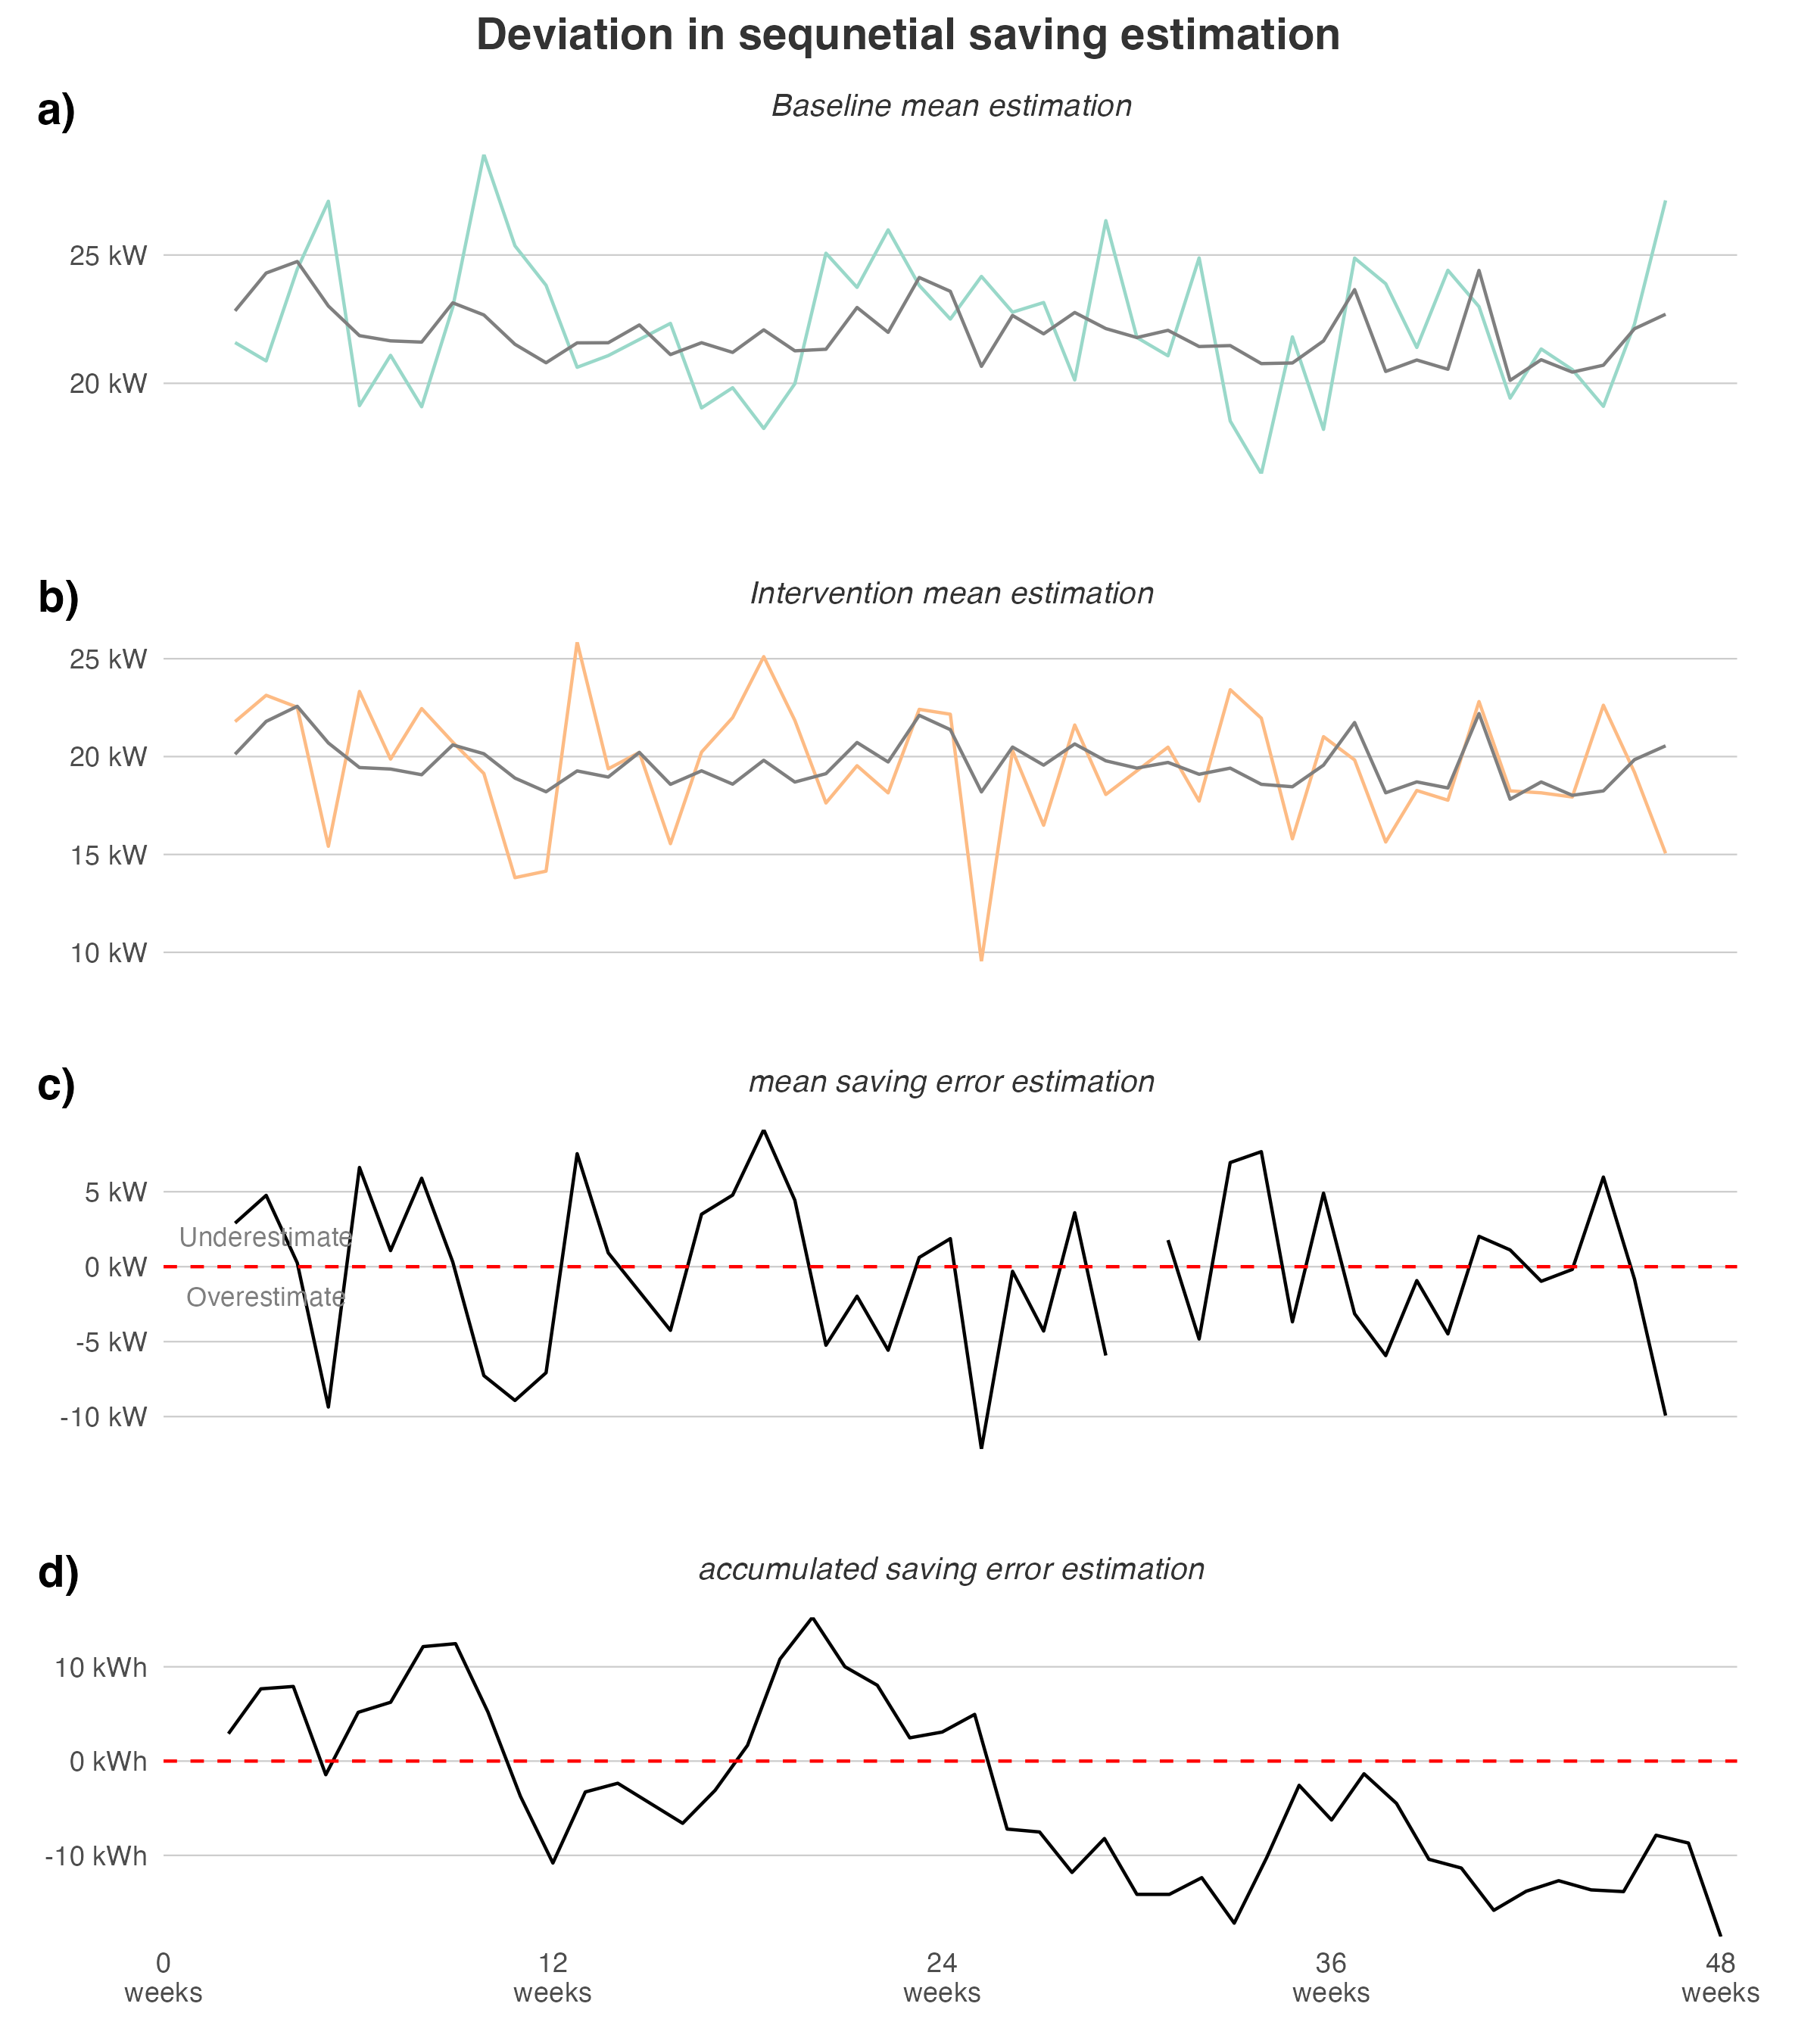 Deviation in sequnetial saving estimation
a)
Baseline mean estimation
25 kW
20 kW
b)
Intervention mean estimation
25 kW
20 kW
15 kW
10 kW
c)
mean saving error estimation
5 kW
Underestimate
0 kW
Overestimate
-5 kW
-10 kW
d)
accumulated saving error estimation
10 kWh
0 kWh
-10 kWh
0 12 24 36 48
weeks weeks weeks weeks weeks